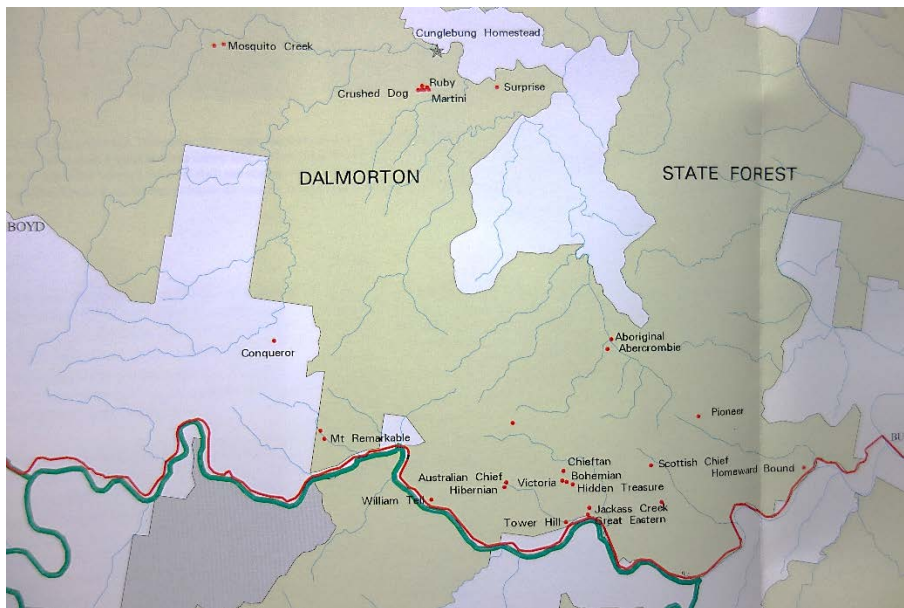 Cunglebung Homestead
Mosquito Creek
Ruby
Crushed Dog
Martini
Surprise
DALMORTON
STATE FOREST
BOYD
Aboriginal
Abercrombie
Conqueror
Pioneer
Mt Remarkable
Chieftan
Scottish Chief
Homeward Bound
Australian Chief
Bohemian
Hibernian
Victoria
Hidden Treasure
William Tell
Jackass Creek
Tower Hill
Great Eastern